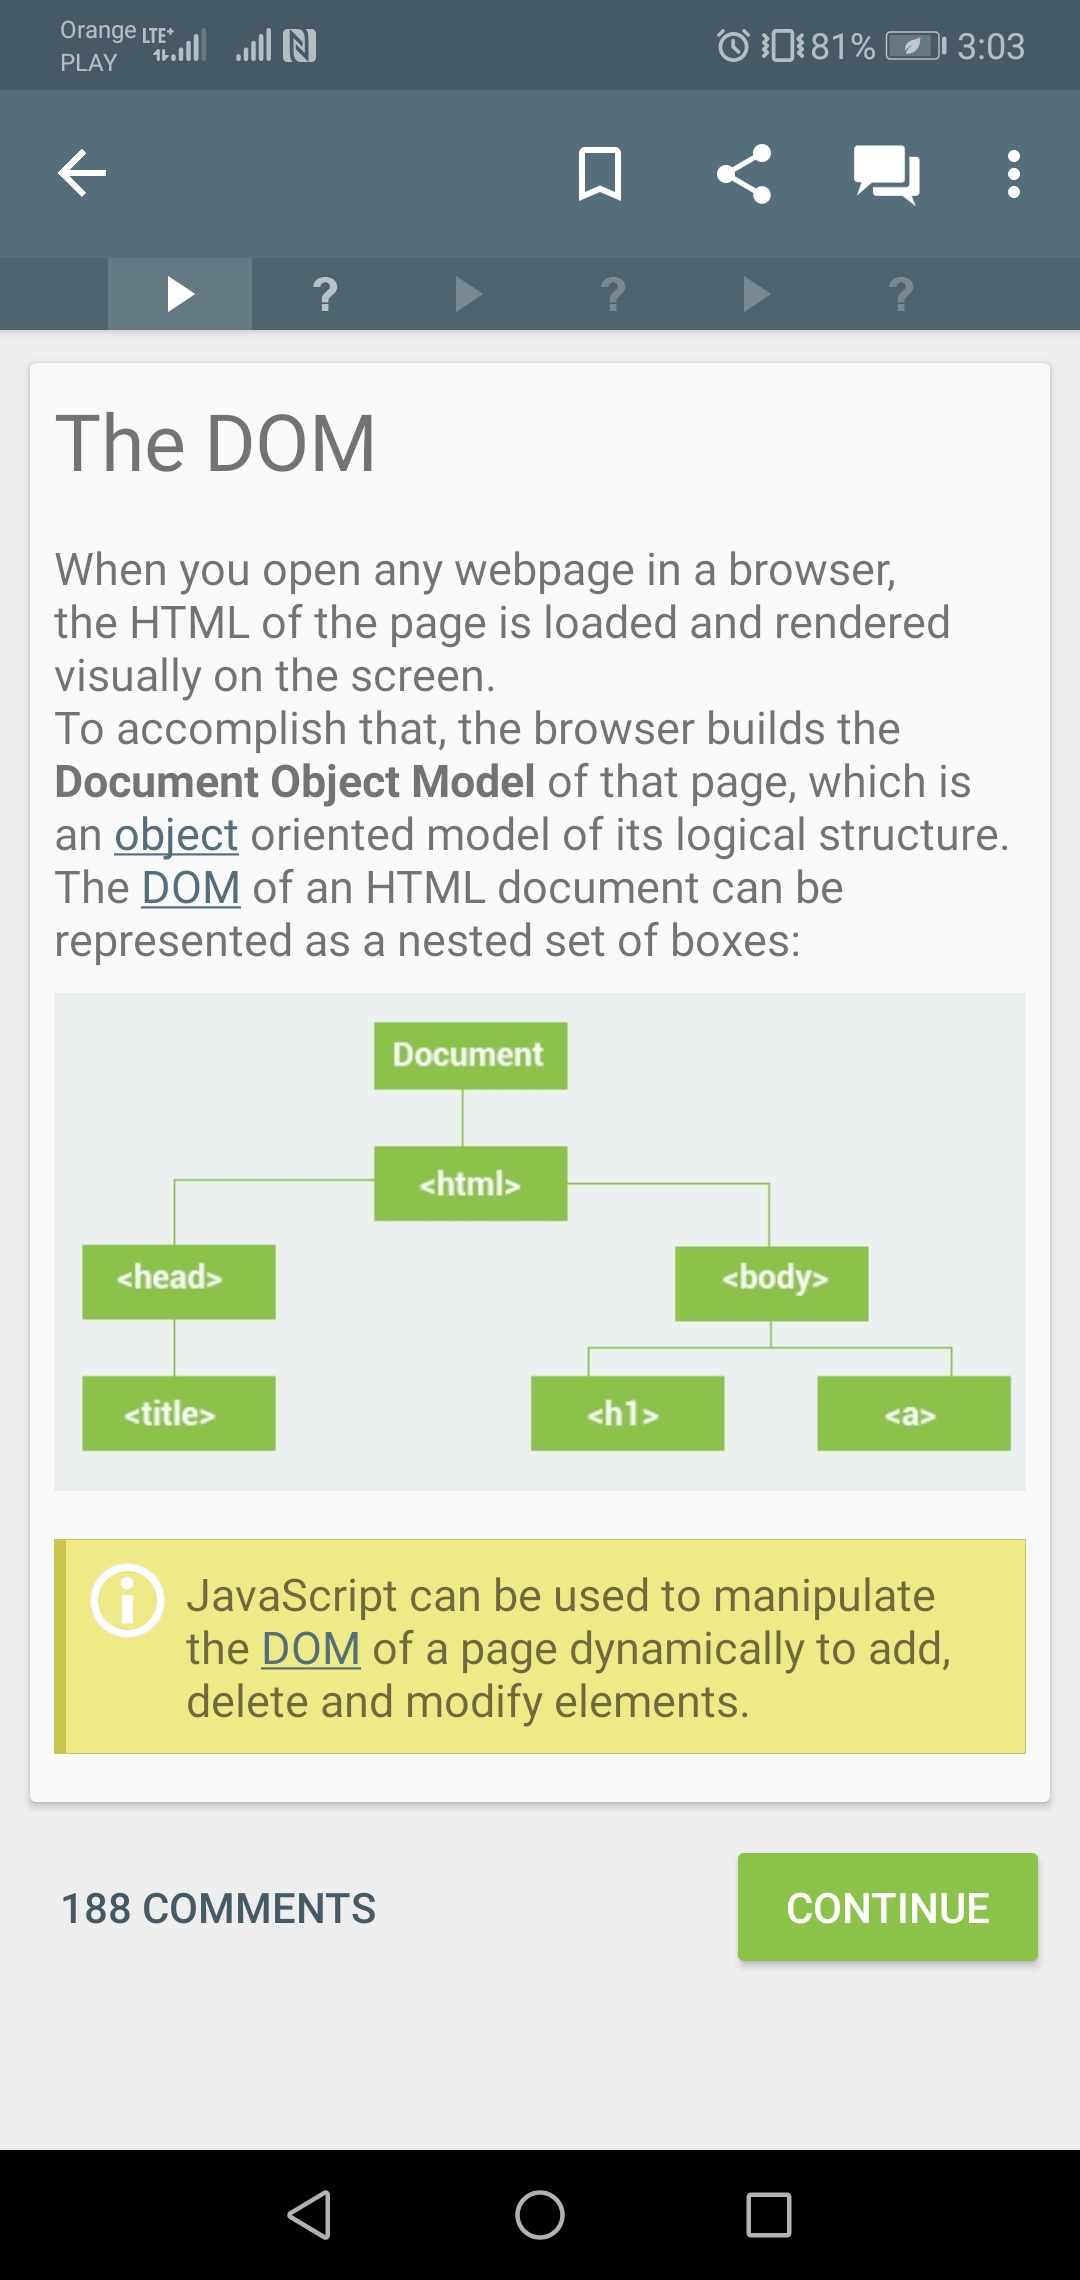 Orange LTE+
PLAY
81% 3:03
? ? ?
The DOM
When you open any webpage in a browser,
the HTML of the page is loaded and rendered
visually on the screen.
To accomplish that, the browser builds the
Document Object Model of that page, which is
an object oriented model of its logical structure.
The DOM of an HTML document can be
represented as a nested set of boxes:
Document
<html>
<head> <body>
<title> <h1> <a>
JavaScript can be used to manipulate
the DOM of a page dynamically to add,
delete and modify elements.
188 COMMENTS CONTINUE